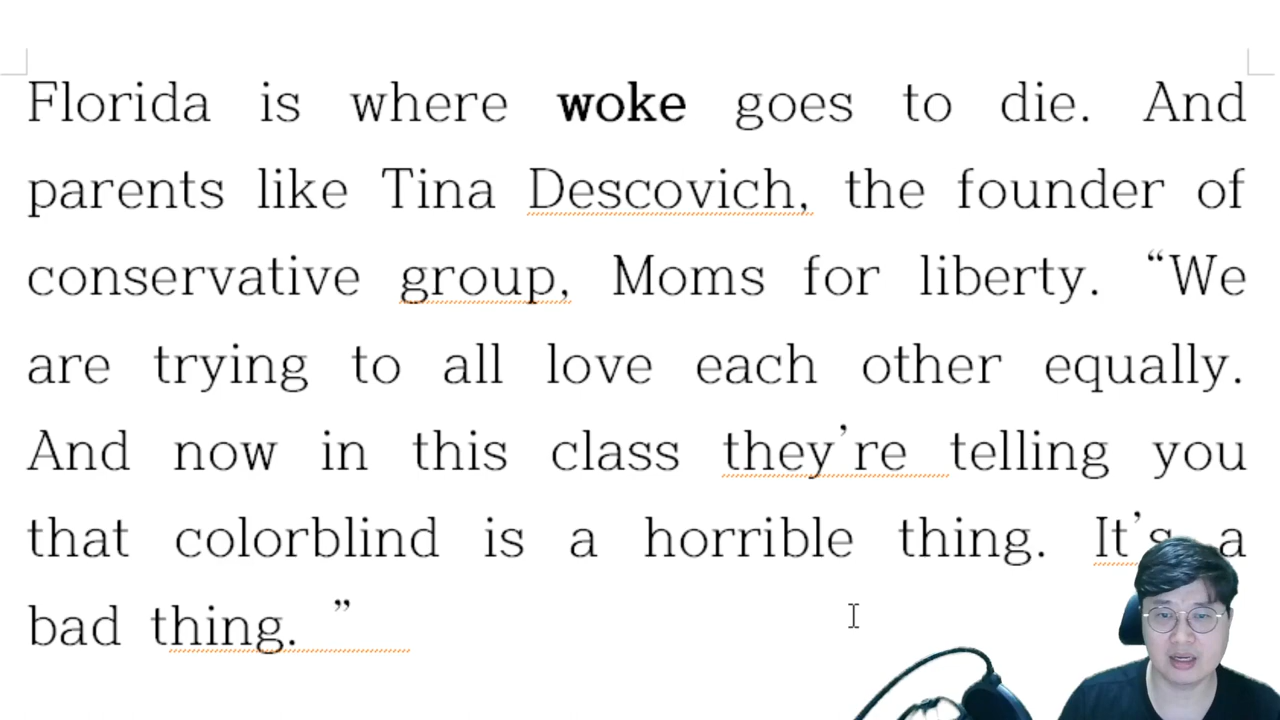 Florida is where woke goes to die. And
parents like Tina Descovich, the founder of
conservative group, Moms for liberty. “We
are trying to all love each other equally.
And now in this class they’re telling you
that colorblind is a horrible thing. It’s a
bad thing. ”